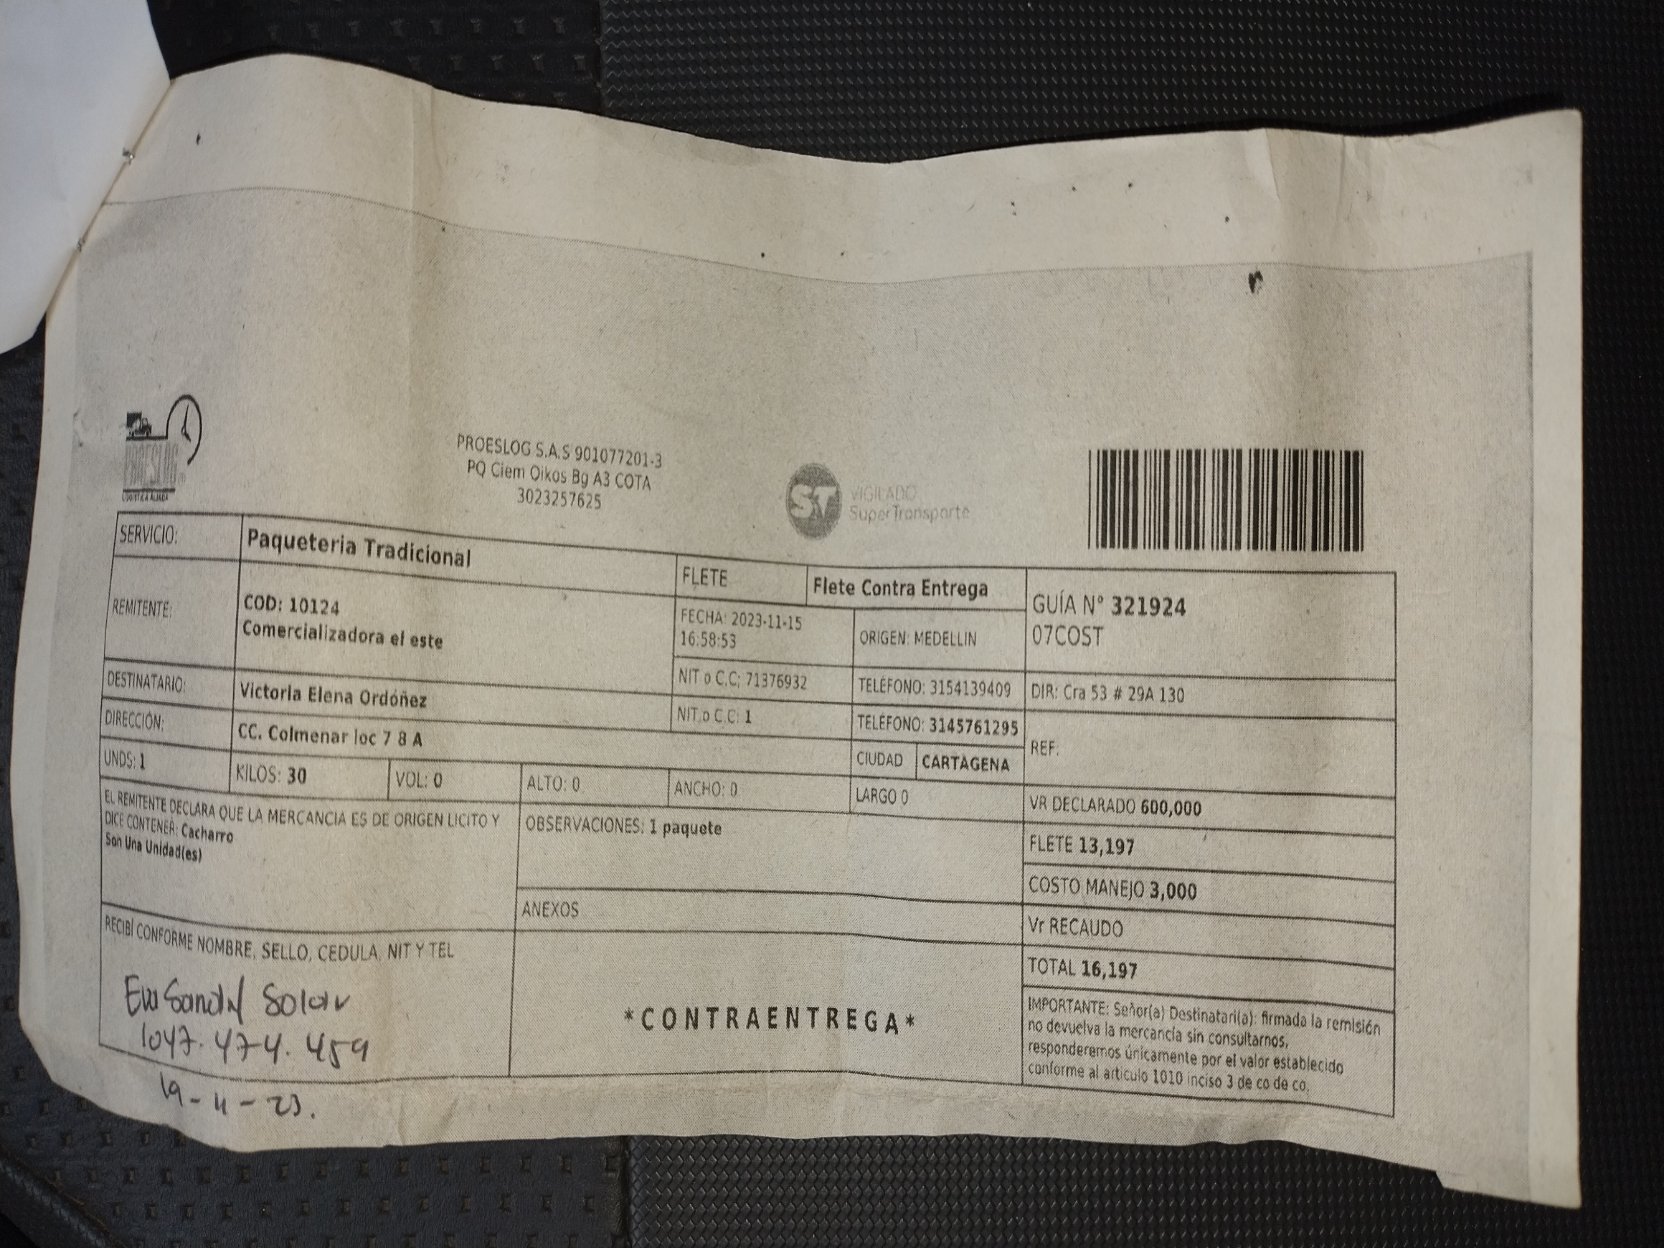 PROESLOG
LOGISTICA ALIADA
PROESLOG S.A.S 901077201-3
PQ Ciem Oikos Bg A3 COTA
3023257625
ST
VIGILADO
SuperTransporte
SERVICIO: Paqueteria Tradicional
FLETE Flete Contra Entrega
REMITENTE: COD: 10124
Comercializadora el este
FECHA: 2023-11-15
16:58:53
ORIGEN: MEDELLIN
GUÍA N° 321924
07COST
NIT o C.C: 71376932
TELÉFONO: 3154139409
DIR: Cra 53 # 29A 130
DESTINATARIO: Victoria Elena Ordóñez
NIT o C.C: 1
TELÉFONO: 3145761295
REF:
DIRECCIÓN: CC. Colmenar loc 7 8 A
CIUDAD CARTAGENA
UNDS: 1 KILOS: 30 VOL: 0 ALTO: 0 ANCHO: 0 LARGO 0
VR DECLARADO 600,000
EL REMITENTE DECLARA QUE LA MERCANCIA ES DE ORIGEN LICITO Y
DICE CONTENER: Cacharro
Son Una Unidad(es)
OBSERVACIONES: 1 paquete
FLETE 13,197
COSTO MANEJO 3,000
ANEXOS
Vr RECAUDO
TOTAL 16,197
RECIBÍ CONFORME NOMBRE, SELLO, CEDULA, NIT Y TEL
Eva Solar
1047.474.459
19-11-23.
*CONTRAENTREGA*
IMPORTANTE: Señor(a) Destinatari(a): firmada la remisión
no devuelva la mercancía sin consultarnos,
responderemos únicamente por el valor establecido
conforme al artículo 1010 inciso 3 de co de co.